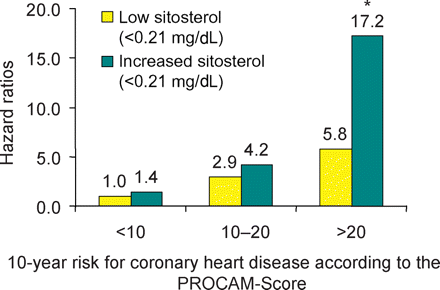 20.0
15.0
10.0
5.0
0.0
Hazard ratios
Low sitosterol
(<0.21 mg/dL)
Increased sitosterol
(<0.21 mg/dL)
*
17.2
1.0
1.4
2.9
4.2
5.8
<10
10–20
>20
10-year risk for coronary heart disease according to the
PROCAM-Score